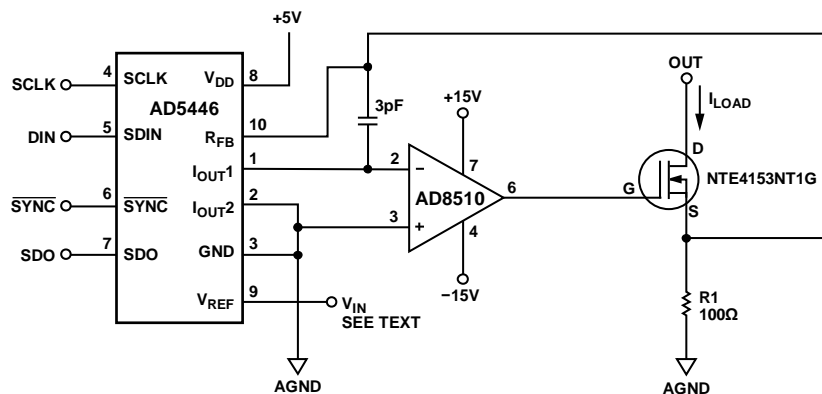 +5V
OUT
I_LOAD
SCLK
4
SCLK
V_DD
8
AD5446
3pF
+15V
D
DIN
5
SDIN
R_FB
10
I_OUT1
1
2
−
7
AD8510
6
G
NTE4153NT1G
S
SYNC
6
SYNC
I_OUT2
2
3
+
4
SDO
7
SDO
GND
3
−15V
R1
100Ω
V_REF
9
V_IN
SEE TEXT
AGND
AGND